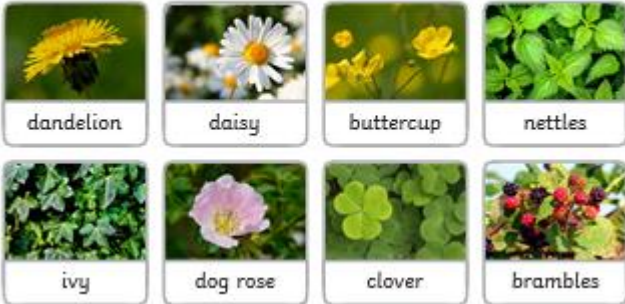 dandelion
daisy
buttercup
nettles
ivy
dog rose
clover
brambles